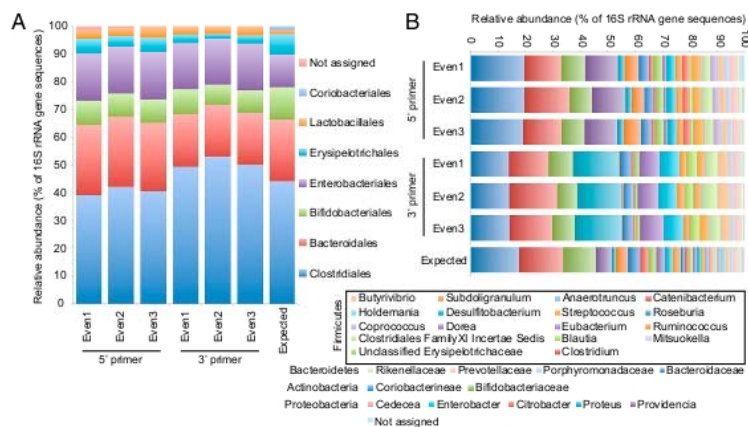 A
Relative abundance (% of 16S rRNA gene sequences)
100
90
80
70
60
50
40
30
20
10
0
Even1
Even2
Even3
Even1
Even2
Even3
Expected
5' primer
3' primer
Not assigned
Coriobacteriales
Lactobacillales
Erysipelotrichales
Enterobacteriales
Bifidobacteriales
Bacteroidales
Clostridiales
B
Relative abundance (% of 16S rRNA gene sequences)
0 10 20 30 40 50 60 70 80 90 100
5' primer
Even1
Even2
Even3
3' primer
Even1
Even2
Even3
Expected
Firmicutes
Butyrivibrio Subdoligranulum Anaerotruncus Catenibacterium
Holdemania Desulfitobacterium Streptococcus Roseburia
Coprococcus Dorea Eubacterium Ruminococcus
Clostridiales FamilyXI Incertae Sedis Blautia Mitsuokella
Unclassified Erysipelotrichaceae Clostridium
Bacteroidetes Rikenellaceae Prevotellaceae Porphyromonadaceae Bacteroidaceae
Actinobacteria Coriobacterineae Bifidobacteriaceae
Proteobacteria Cedecea Enterobacter Citrobacter Proteus Providencia
Not assigned